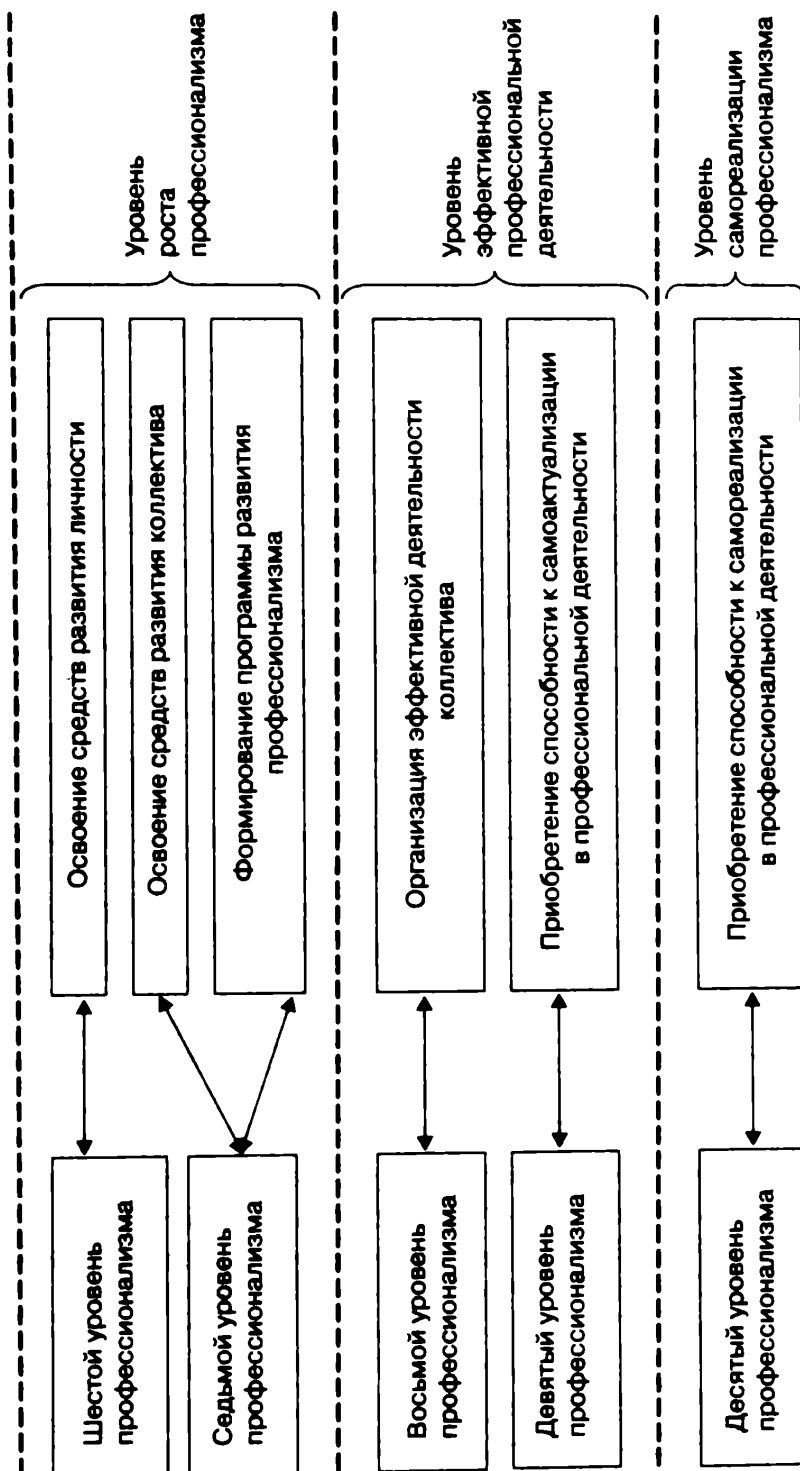 Шестой уровень
профессионализма
Седьмой уровень
профессионализма
Освоение средств развития личности
Освоение средств развития коллектива
Формирование программы развития
профессионализма
Уровень
роста
профессионализма
Восьмой уровень
профессионализма
Девятый уровень
профессионализма
Организация эффективной деятельности
коллектива
Приобретение способности к самоактуализации
в профессиональной деятельности
Уровень
эффективной
профессиональной
деятельности
Десятый уровень
профессионализма
Приобретение способности к самореализации
в профессиональной деятельности
Уровень
самореализации
профессионализма